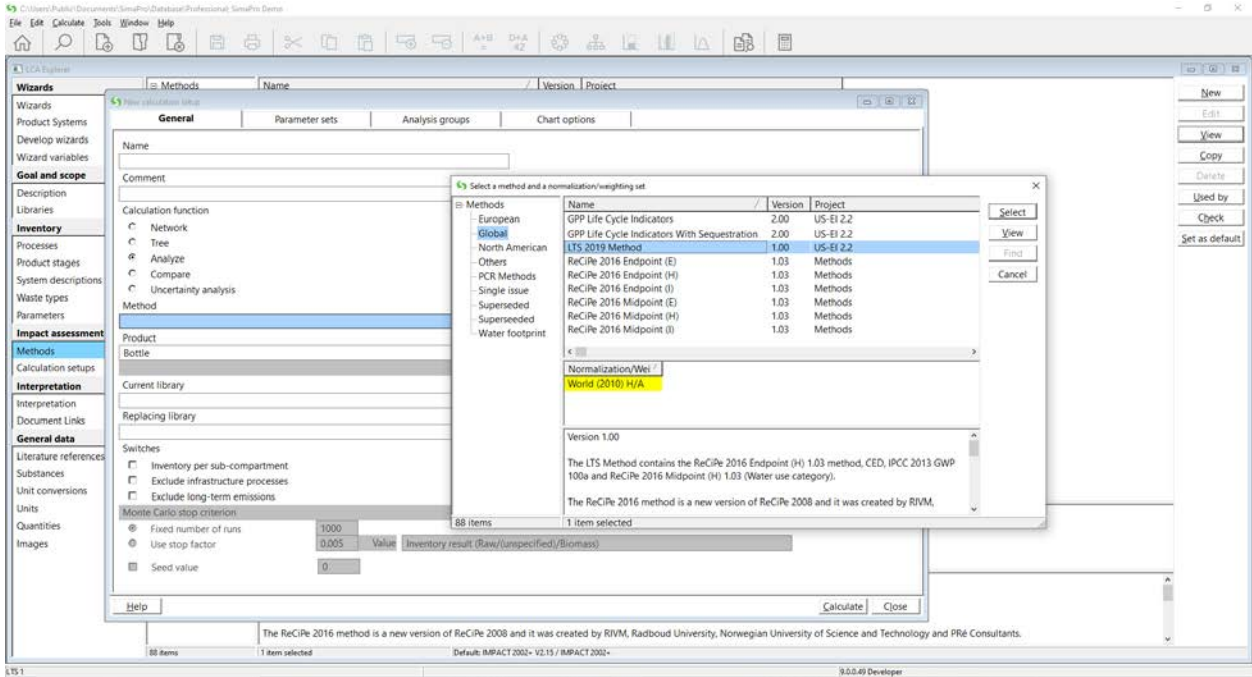 C:\Users\Public\Documents\SimaPro\Database\Professional; SimaPro Demo
File Edit Calculate Tools Window Help
A+B =
LCA Explorer
Wizards
Wizards
Product Systems
Develop wizards
Wizard variables
Goal and scope
Description
Libraries
Inventory
Processes
Product stages
System descriptions
Waste types
Parameters
Impact assessment
Methods
Calculation setups
Interpretation
Interpretation
Document Links
General data
Literature references
Substances
Unit conversions
Units
Quantities
Images
Methods
Name / Version Project
New
Edit
View
Copy
Delete
Used by
Check
Set as default
New calculation setup
General Parameter sets Analysis groups Chart options
Name
Comment
Calculation function
Network
Tree
Analyze
Compare
Uncertainty analysis
Method
Product
Bottle
Current library
Replacing library
Switches
Inventory per sub-compartment
Exclude infrastructure processes
Exclude long-term emissions
Monte Carlo stop criterion
Fixed number of runs 1000
Use stop factor 0.005 Value Inventory result (Raw/(unspecified)/Biomass)
Seed value 0
Help Calculate Close
Select a method and a normalization/weighting set
Methods
European
Global
North American
Others
PCR Methods
Single issue
Superseded
Superseeded
Water footprint
Name / Version Project
GPP Life Cycle Indicators 2.00 US-EI 2.2
GPP Life Cycle Indicators With Sequestration 2.00 US-EI 2.2
LTS 2019 Method 1.00 US-EI 2.2
ReCiPe 2016 Endpoint (E) 1.03 Methods
ReCiPe 2016 Endpoint (H) 1.03 Methods
ReCiPe 2016 Endpoint (I) 1.03 Methods
ReCiPe 2016 Midpoint (E) 1.03 Methods
ReCiPe 2016 Midpoint (H) 1.03 Methods
ReCiPe 2016 Midpoint (I) 1.03 Methods
Select
View
Find
Cancel
Normalization/Wei /
World (2010) H/A
Version 1.00
The LTS Method contains the ReCiPe 2016 Endpoint (H) 1.03 method, CED, IPCC 2013 GWP
100a and ReCiPe 2016 Midpoint (H) 1.03 (Water use category).
The ReCiPe 2016 method is a new version of ReCiPe 2008 and it was created by RIVM,
88 items 1 item selected
The ReCiPe 2016 method is a new version of ReCiPe 2008 and it was created by RIVM, Radboud University, Norwegian University of Science and Technology and PRé Consultants.
88 items 1 item selected Default: IMPACT 2002+ V2.15 / IMPACT 2002+
LTS 1 9.0.0.49 Developer